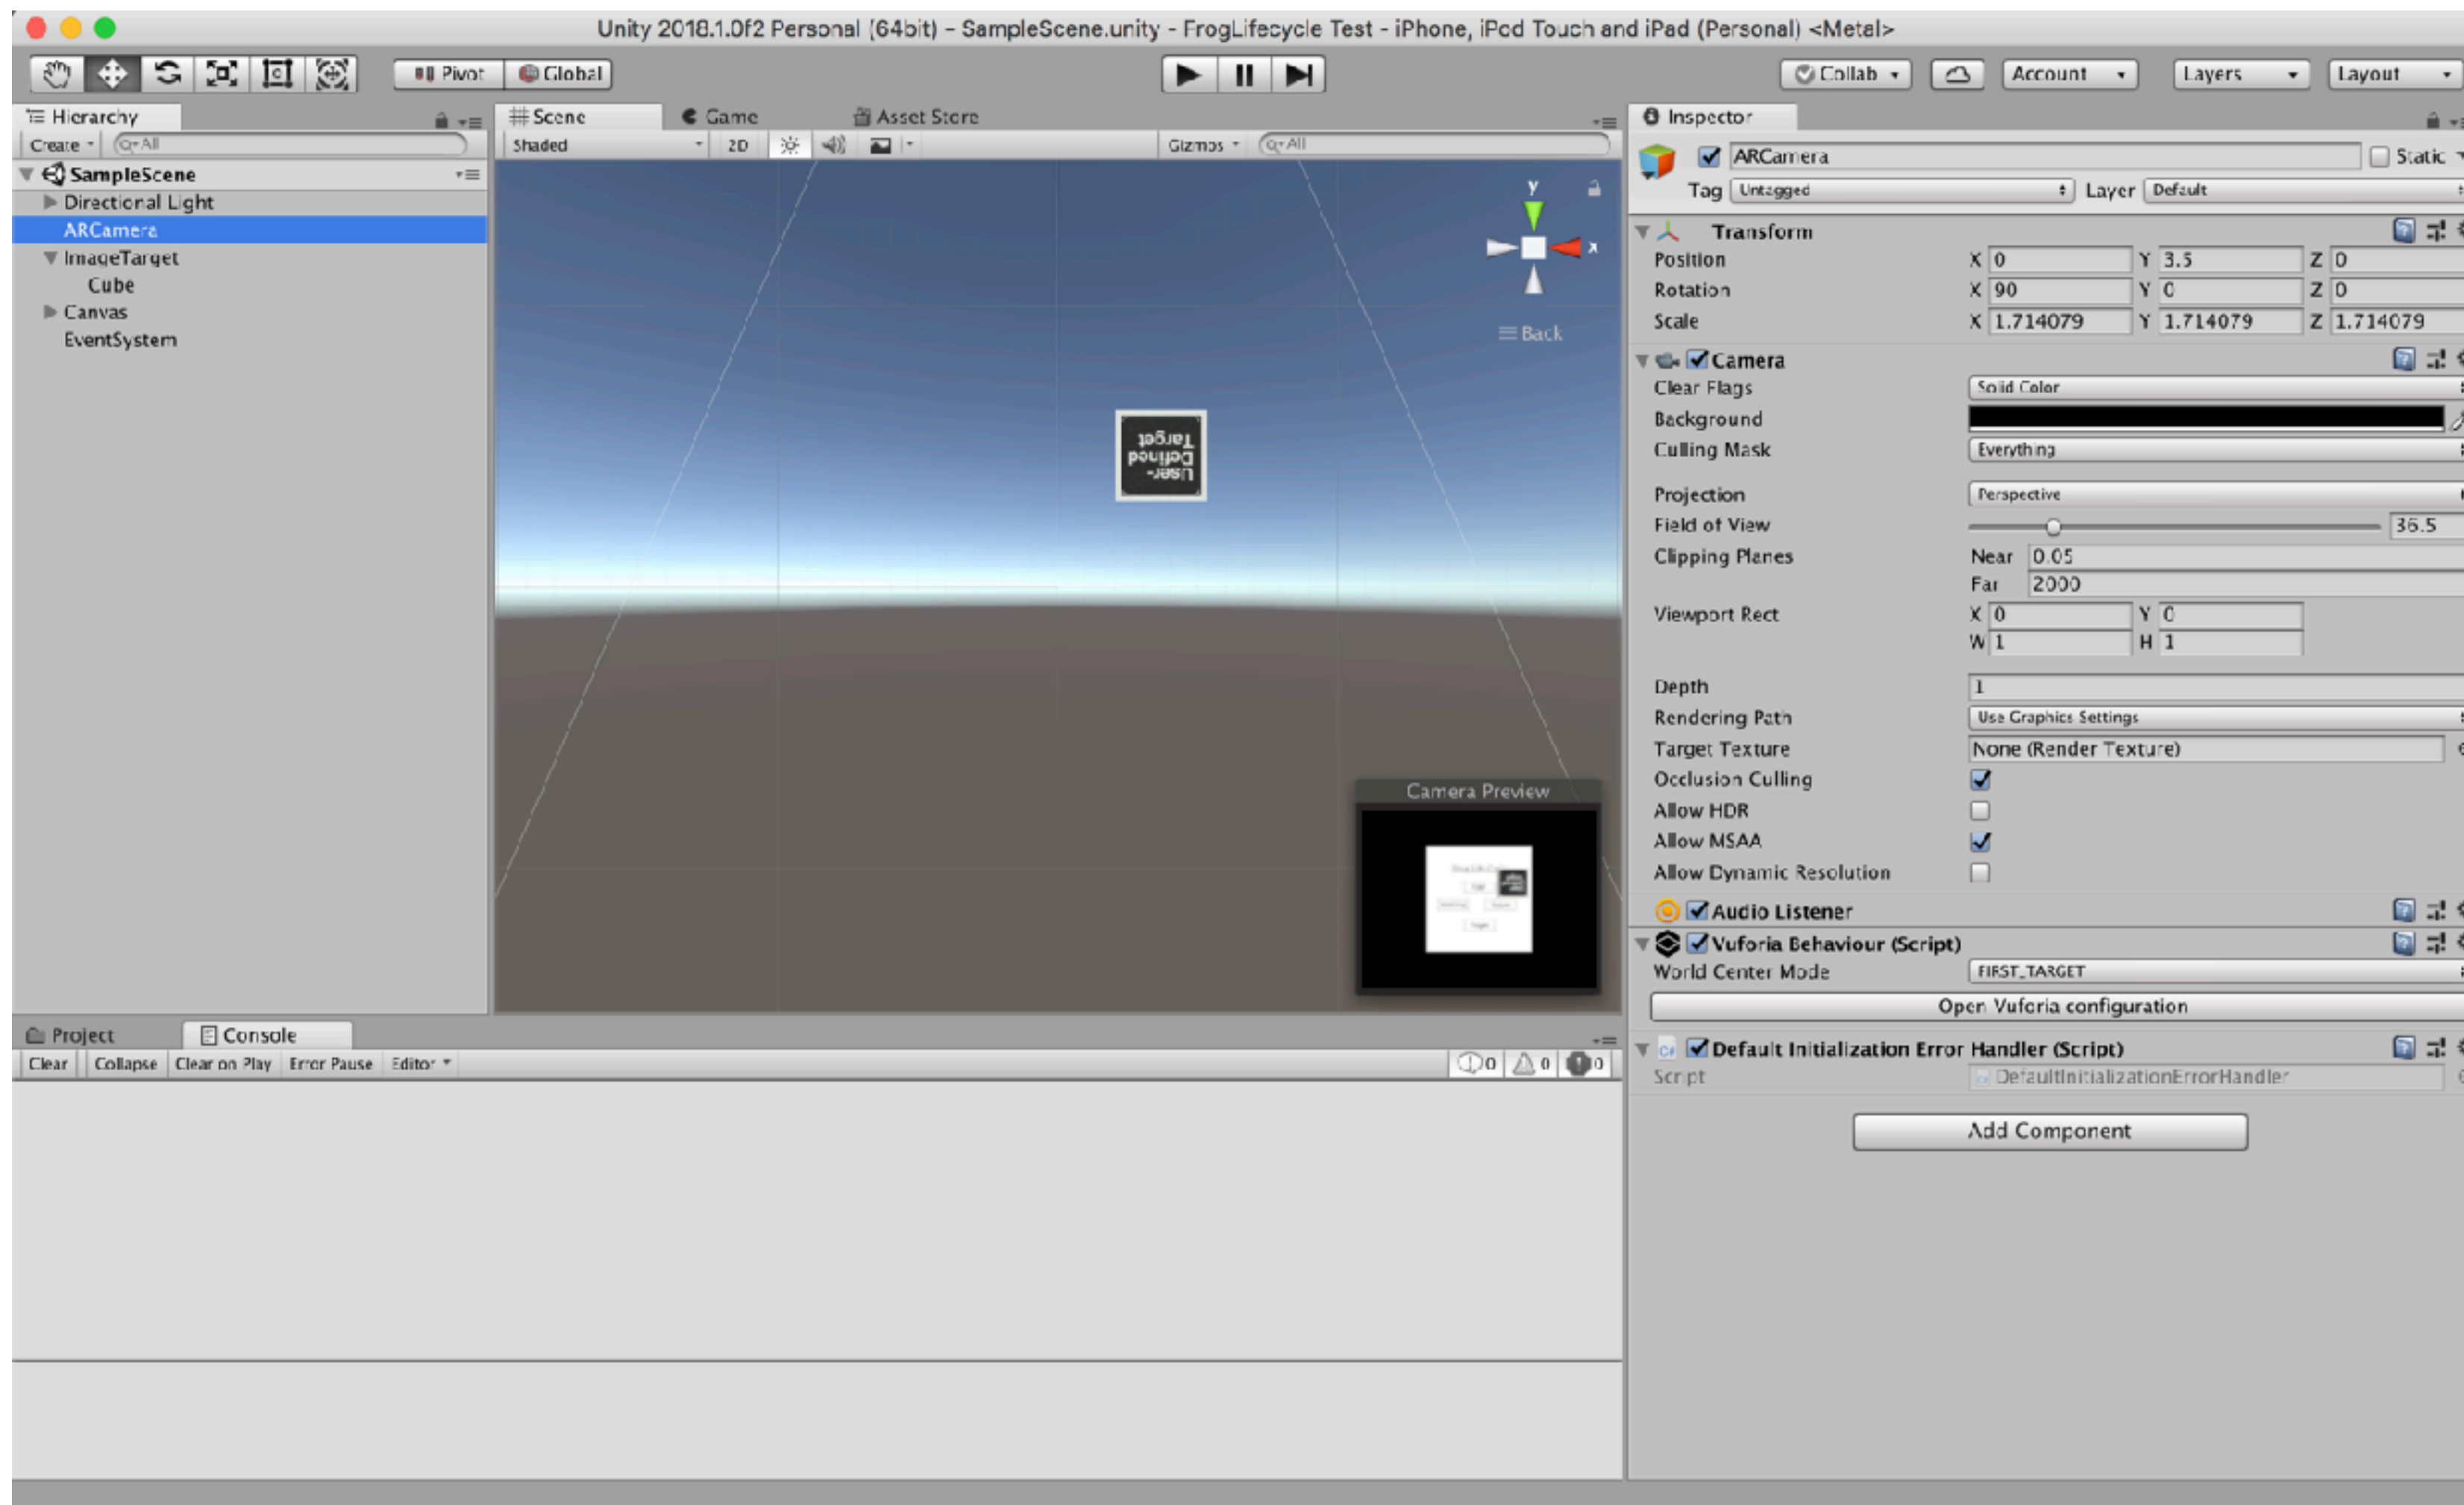 Unity 2018.1.0f2 Personal (64bit) - SampleScene.unity - FrogLifecycle Test - iPhone, iPod Touch and iPad (Personal) <Metal>
Pivot Global
Collab Account Layers Layout
Hierarchy
Create All
SampleScene
Directional Light
ARCamera
ImageTarget
Cube
Canvas
EventSystem
Scene Game Asset Store
Shaded 2D Gizmos All
y
x
Back
User-
Defined
Target
Camera Preview
Project Console
Clear Collapse Clear on Play Error Pause Editor 0 0 0
Inspector
ARCamera Static
Tag Untagged Layer Default
Transform
Position X 0 Y 3.5 Z 0
Rotation X 90 Y 0 Z 0
Scale X 1.714079 Y 1.714079 Z 1.714079
Camera
Clear Flags Solid Color
Background
Culling Mask Everything
Projection Perspective
Field of View 36.5
Clipping Planes Near 0.05
Far 2000
Viewport Rect X 0 Y 0
W 1 H 1
Depth 1
Rendering Path Use Graphics Settings
Target Texture None (Render Texture)
Occlusion Culling
Allow HDR
Allow MSAA
Allow Dynamic Resolution
Audio Listener
Vuforia Behaviour (Script)
World Center Mode FIRST_TARGET
Open Vuforia configuration
Default Initialization Error Handler (Script)
Script DefaultInitializationErrorHandler
Add Component